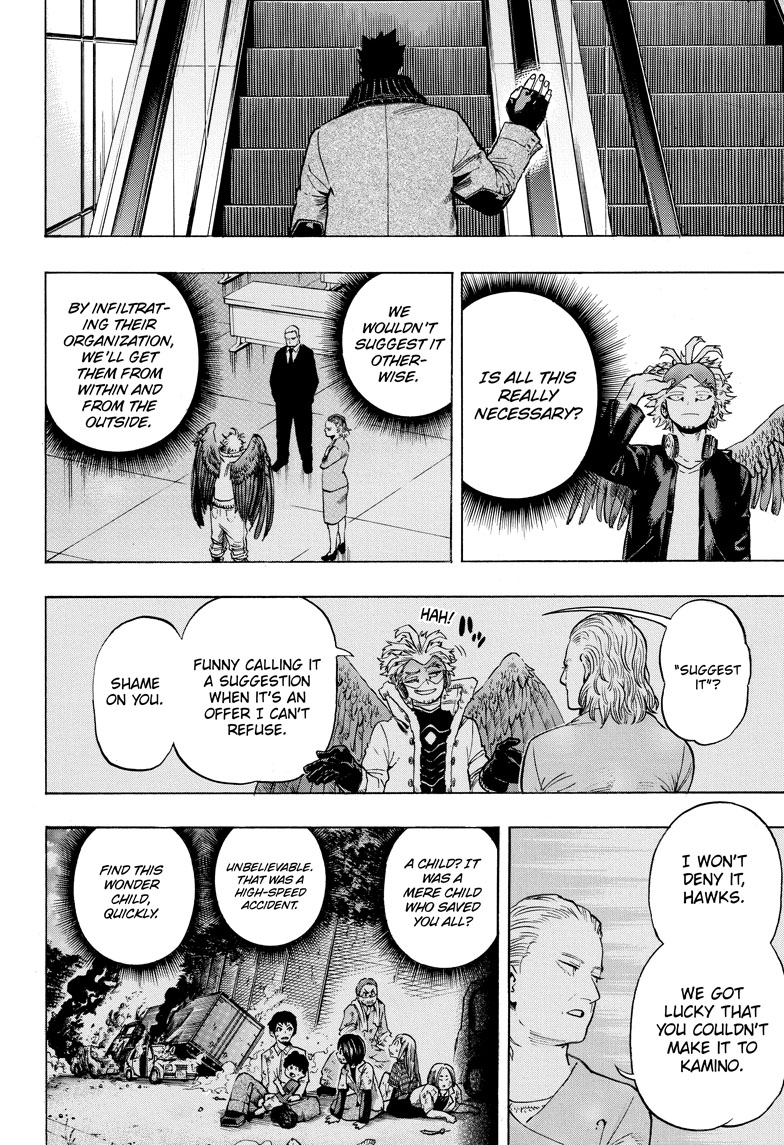 IS ALL THIS
REALLY
NECESSARY?
WE
WOULDN'T
SUGGEST IT
OTHER-
WISE.
BY INFILTRAT-
ING THEIR
ORGANIZATION,
WE'LL GET
THEM FROM
WITHIN AND
FROM THE
OUTSIDE.
"SUGGEST
IT"?
HAH!
FUNNY CALLING IT
A SUGGESTION
WHEN IT'S AN
OFFER I CAN'T
REFUSE.
SHAME
ON YOU.
I WON'T
DENY IT,
HAWKS.
WE GOT
LUCKY THAT
YOU COULDN'T
MAKE IT TO
KAMINO.
A CHILD? IT
WAS A
MERE CHILD
WHO SAVED
YOU ALL?
UNBELIEVABLE.
THAT WAS A
HIGH-SPEED
ACCIDENT.
FIND THIS
WONDER
CHILD,
QUICKLY.